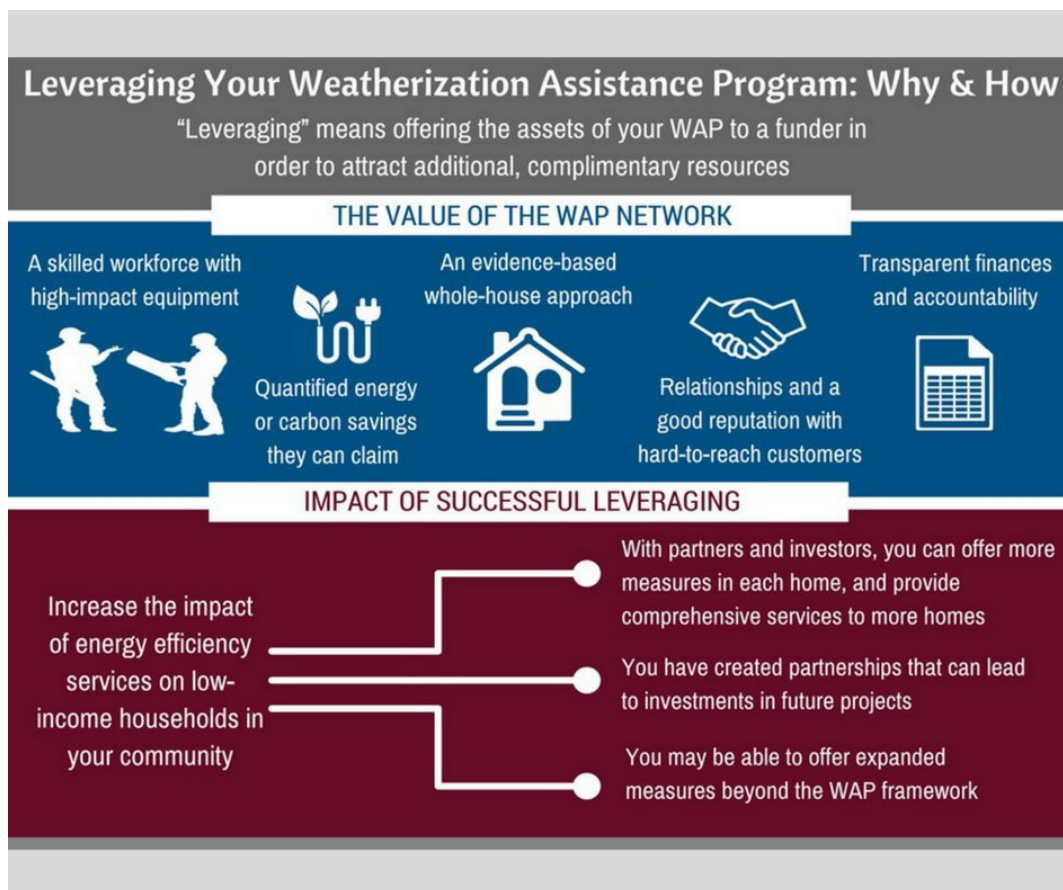 Leveraging Your Weatherization Assistance Program: Why & How
“Leveraging” means offering the assets of your WAP to a funder in
order to attract additional, complimentary resources
THE VALUE OF THE WAP NETWORK
A skilled workforce with
high-impact equipment
Quantified energy
or carbon savings
they can claim
An evidence-based
whole-house approach
Relationships and a
good reputation with
hard-to-reach customers
Transparent finances
and accountability
IMPACT OF SUCCESSFUL LEVERAGING
Increase the impact
of energy efficiency
services on low-
income households in
your community
With partners and investors, you can offer more
measures in each home, and provide
comprehensive services to more homes
You have created partnerships that can lead
to investments in future projects
You may be able to offer expanded
measures beyond the WAP framework